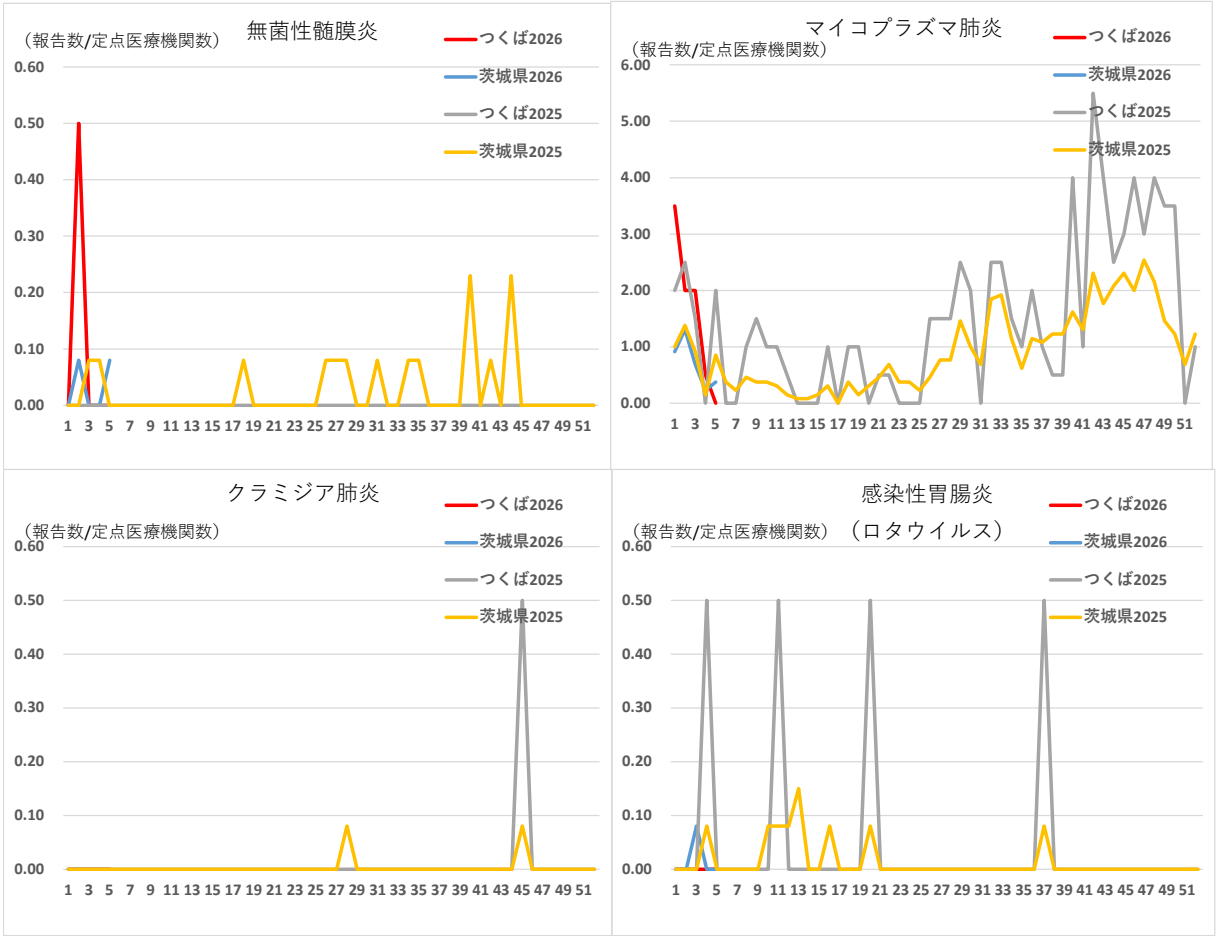 無菌性髄膜炎
（報告数/定点医療機関数）
つくば2026
茨城県2026
つくば2025
茨城県2025
0.60
0.50
0.40
0.30
0.20
0.10
0.00
1 3 5 7 9 11 13 15 17 19 21 23 25 27 29 31 33 35 37 39 41 43 45 47 49 51
マイコプラズマ肺炎
（報告数/定点医療機関数）
つくば2026
茨城県2026
つくば2025
茨城県2025
6.00
5.00
4.00
3.00
2.00
1.00
0.00
1 3 5 7 9 11 13 15 17 19 21 23 25 27 29 31 33 35 37 39 41 43 45 47 49 51
クラミジア肺炎
（報告数/定点医療機関数）
つくば2026
茨城県2026
つくば2025
茨城県2025
0.60
0.50
0.40
0.30
0.20
0.10
0.00
1 3 5 7 9 11 13 15 17 19 21 23 25 27 29 31 33 35 37 39 41 43 45 47 49 51
感染性胃腸炎
（ロタウイルス）
（報告数/定点医療機関数）
つくば2026
茨城県2026
つくば2025
茨城県2025
0.60
0.50
0.40
0.30
0.20
0.10
0.00
1 3 5 7 9 11 13 15 17 19 21 23 25 27 29 31 33 35 37 39 41 43 45 47 49 51